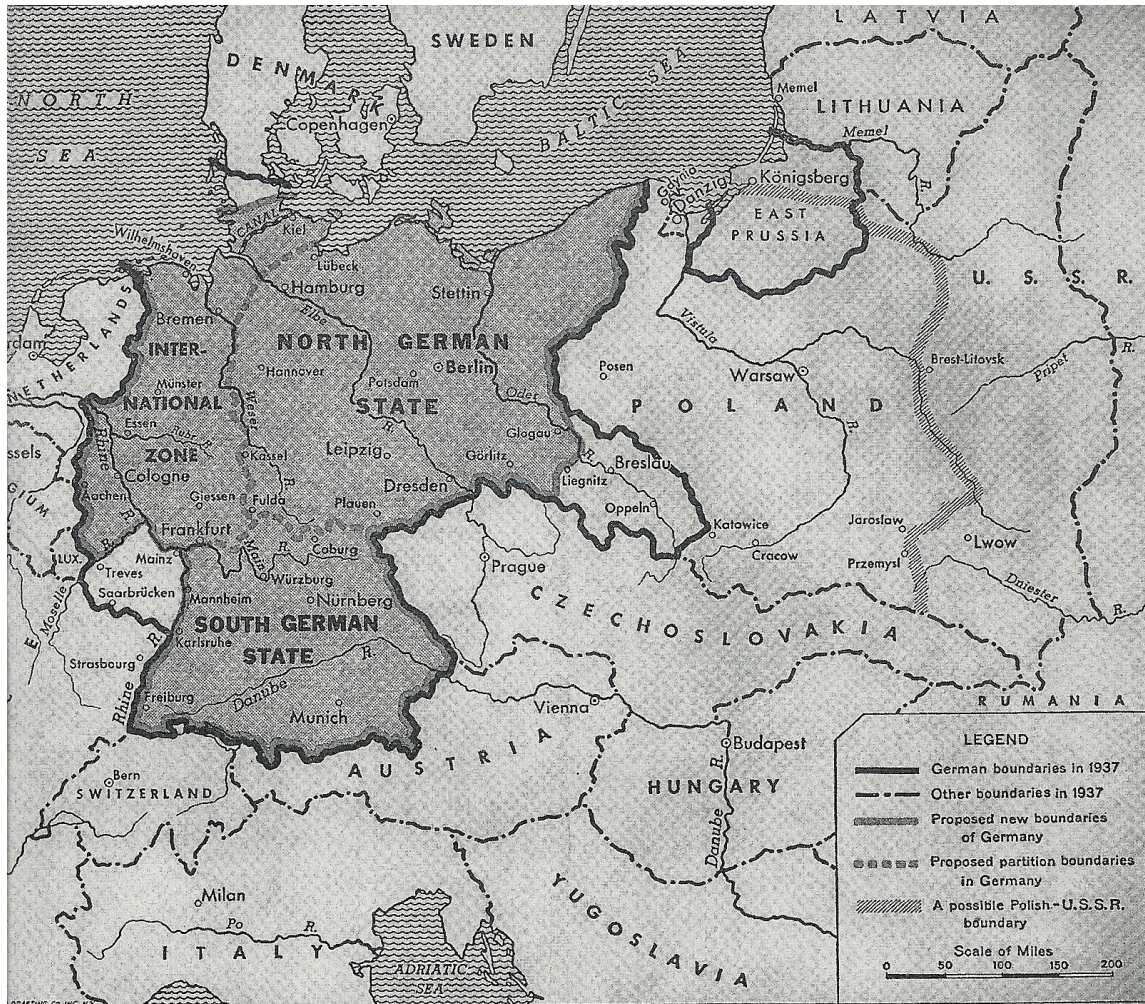 LATVIA
SWEDEN
DENMARK
NORTH
SEA
BALTIC SEA
Memel
LITHUANIA
Memel
R.
Copenhagen
Gdynia
Danzig
Königsberg
EAST
PRUSSIA
CANAL
Kiel
Wilhelmshaven
Lübeck
Hamburg
Stettin
U. S. S. R.
NETHERLANDS
Bremen
Elbe
Vistula
rdam
INTER-
NORTH GERMAN
Hannover
Potsdam
Berlin
Posen
Warsaw
Brest-Litovsk
Pripet
R.
Münster
NATIONAL
STATE
Oder
POLAND
Essen
Ruhr R.
Weser
R.
Glogau
R.
ssels
Rhine
ZONE
Kassel
Leipzig
Görlitz
R.
Breslau
Cologne
Liegnitz
GIUM
Aachen
Giessen
Fulda
R.
Dresden
Plauen
Oppeln
R.
Frankfurt
Coburg
Katowice
Jaroslaw
Lwow
LUX.
R.
Mainz
Main
R.
Prague
Cracow
Przemysl
Treves
Würzburg
Dniester
R.
Saarbrücken
Mannheim
Nürnberg
CZECHOSLOVAKIA
Moselle
E
SOUTH GERMAN
Karlsruhe
R.
STATE
R.
Strasbourg
Rhine
Freiburg
Danube
Munich
Vienna
RUMANIA
AUSTRIA
Budapest
Bern
SWITZERLAND
HUNGARY
R.
Danube
Milan
Po R.
ITALY
ADRIATIC
SEA
YUGOSLAVIA
LEGEND
German boundaries in 1937
Other boundaries in 1937
Proposed new boundaries
of Germany
Proposed partition boundaries
in Germany
A possible Polish-U.S.S.R.
boundary
Scale of Miles
0 50 100 150 200